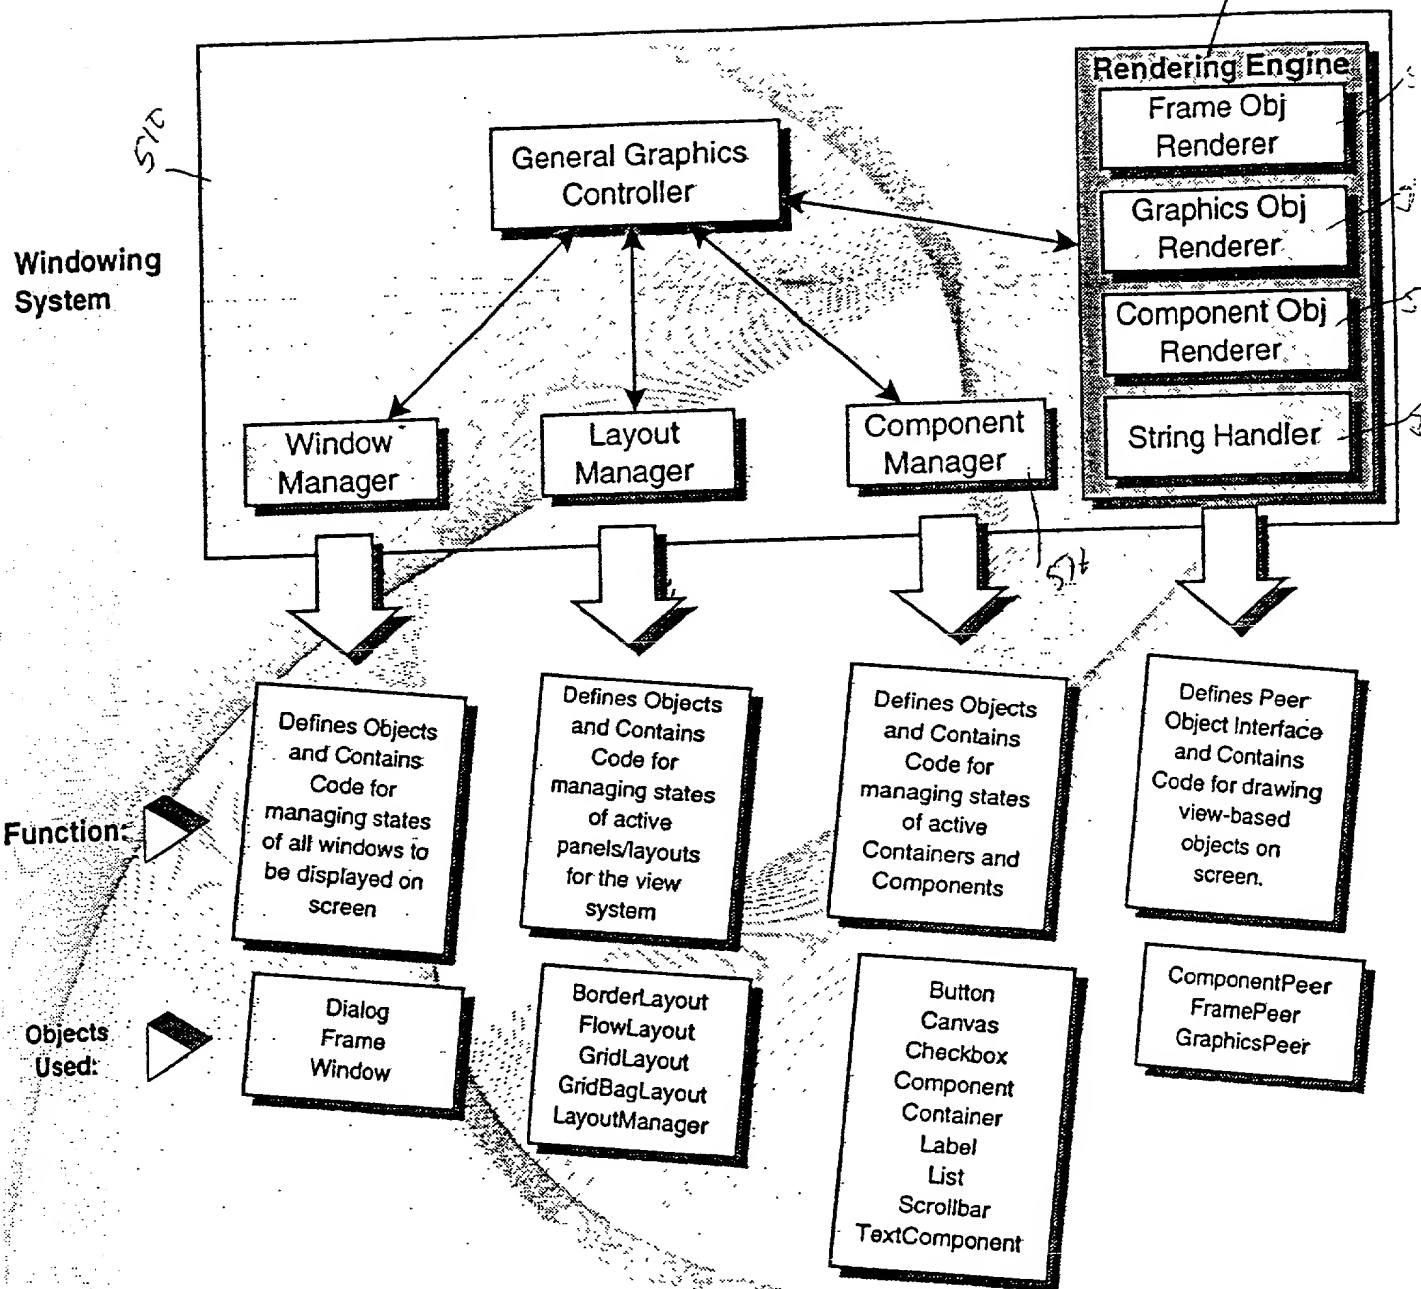 Rendering Engine
Frame Obj
Renderer
Graphics Obj
Renderer
Component Obj
Renderer
String Handler
General Graphics
Controller
510
Windowing
System
Window
Manager
Layout
Manager
Component
Manager
Function:
Defines Objects
and Contains
Code for
managing states
of all windows to
be displayed on
screen
Defines Objects
and Contains
Code for
managing states
of active
panels/layouts
for the view
system
Defines Objects
and Contains
Code for
managing states
of active
Containers and
Components
Defines Peer
Object Interface
and Contains
Code for drawing
view-based
objects on
screen.
Objects
Used:
Dialog
Frame
Window
BorderLayout
FlowLayout
GridLayout
GridBagLayout
LayoutManager
Button
Canvas
Checkbox
Component
Container
Label
List
Scrollbar
TextComponent
ComponentPeer
FramePeer
GraphicsPeer